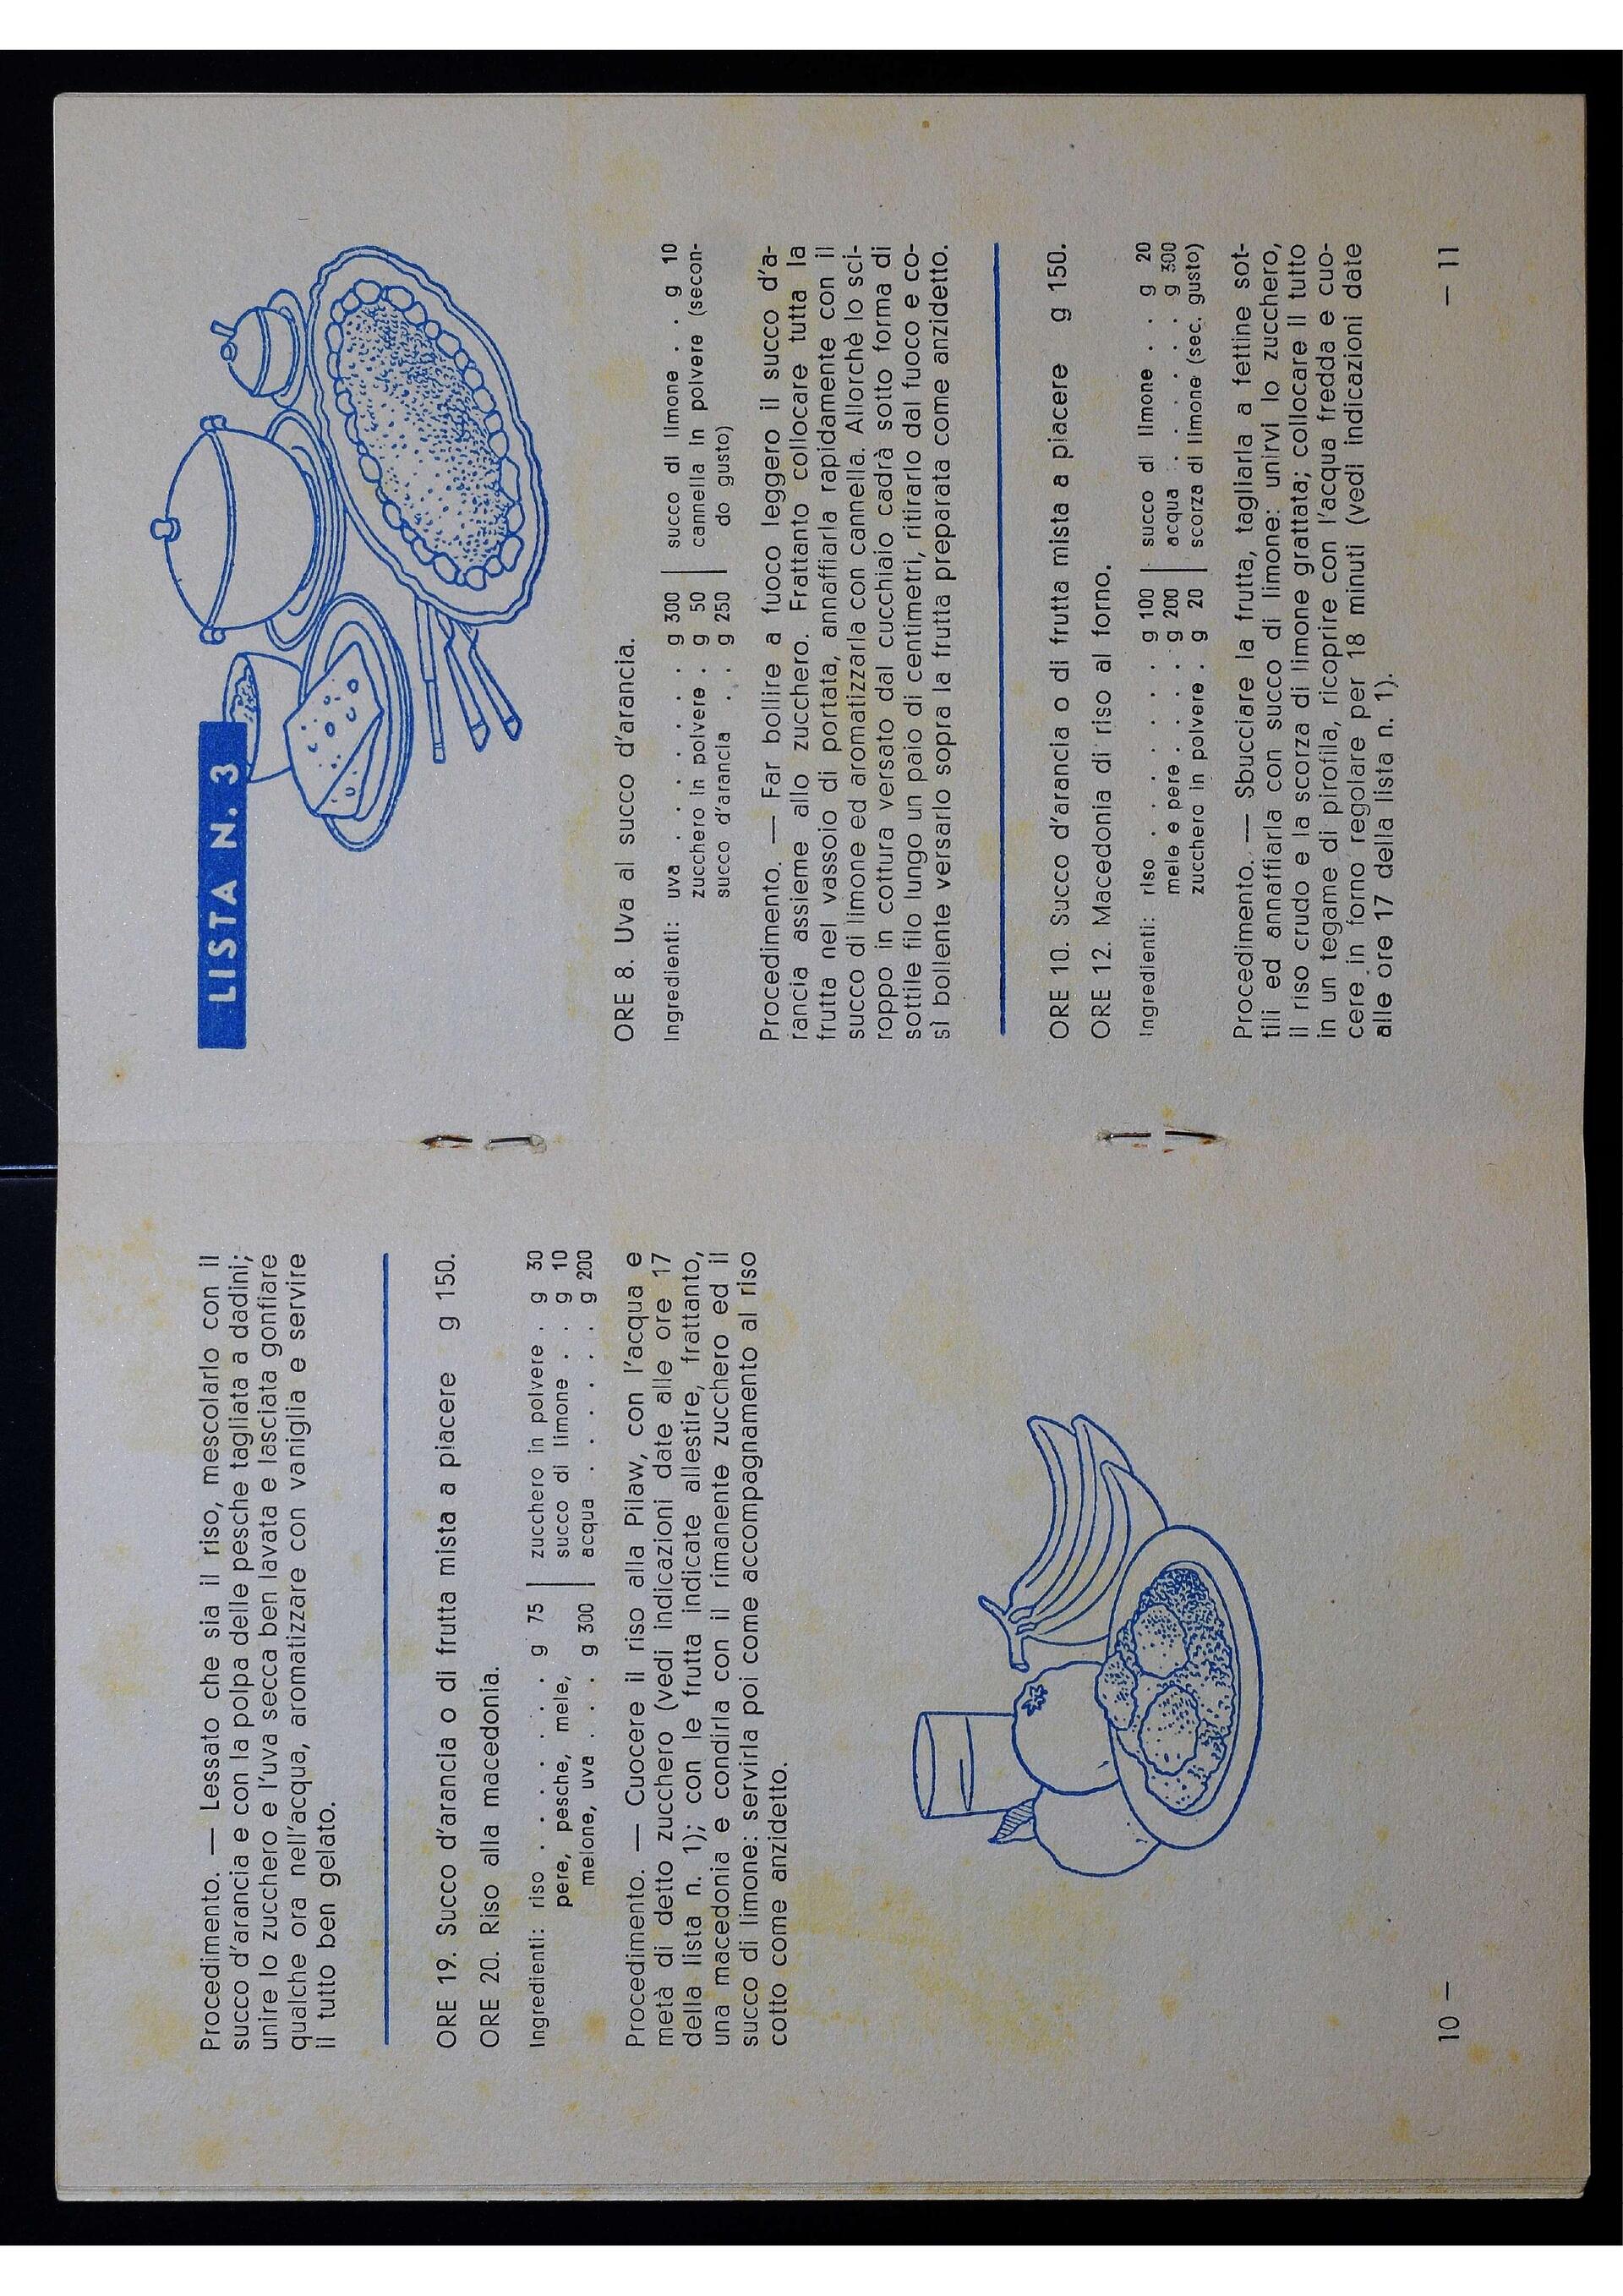 Procedimento. — Lessato che sia il riso, mescolarlo con il
succo d'arancia e con la polpa delle pesche tagliata a dadini;
unire lo zucchero e l'uva secca ben lavata e lasciata gonfiare
qualche ora nell'acqua, aromatizzare con vaniglia e servire
il tutto ben gelato.
ORE 19. Succo d'arancia o di frutta mista a piacere g 150.
ORE 20. Riso alla macedonia.
Ingredienti: riso . . . . . . . g 75 | zucchero in polvere . g 30
pere, pesche, mele, | succo di limone . . g 10
melone, uva . . . g 300 | acqua . . . . . . g 200
Procedimento. — Cuocere il riso alla Pilaw, con l'acqua e
metà di detto zucchero (vedi indicazioni date alle ore 17
della lista n. 1); con le frutta indicate allestire, frattanto,
una macedonia e condirla con il rimanente zucchero ed il
succo di limone: servirla poi come accompagnamento al riso
cotto come anzidetto.
10 —
LISTA N. 3
ORE 8. Uva al succo d'arancia.
Ingredienti: uva . . . . . . g 300 | succo di limone . . g 10
zucchero in polvere . g 50 | cannella in polvere (secon-
succo d'arancia . . g 250 | do gusto)
Procedimento. — Far bollire a fuoco leggero il succo d'a-
rancia assieme allo zucchero. Frattanto collocare tutta la
frutta nel vassoio di portata, annaffiarla rapidamente con il
succo di limone ed aromatizzarla con cannella. Allorchè lo sci-
roppo in cottura versato dal cucchiaio cadrà sotto forma di
sottile filo lungo un paio di centimetri, ritirarlo dal fuoco e co-
sì bollente versarlo sopra la frutta preparata come anzidetto.
ORE 10. Succo d'arancia o di frutta mista a piacere g 150.
ORE 12. Macedonia di riso al forno.
Ingredienti: riso . . . . . . g 100 | succo di limone . . g 20
mele e pere . . . . g 200 | acqua . . . . . . g 300
zucchero in polvere . g 20 | scorza di limone (sec. gusto)
Procedimento. — Sbucciare la frutta, tagliarla a fettine sot-
tili ed annaffiarla con succo di limone: unirvi lo zucchero,
il riso crudo e la scorza di limone grattata; collocare il tutto
in un tegame di pirofila, ricoprire con l'acqua fredda e cuo-
cere in forno regolare per 18 minuti (vedi indicazioni date
alle ore 17 della lista n. 1).
— 11